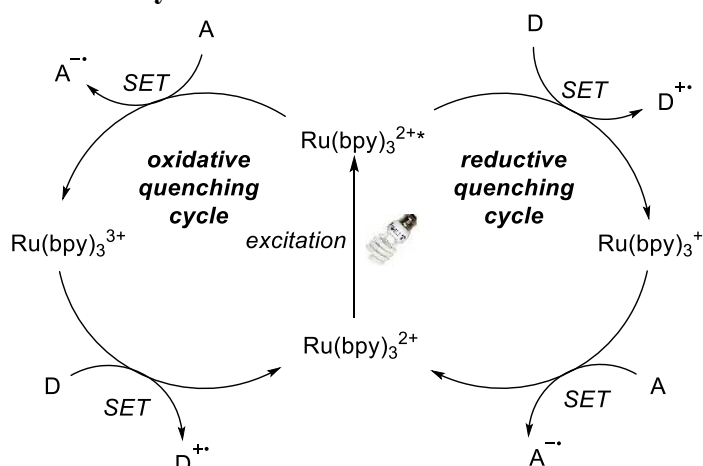 D
A
A⁻•
SET
SET
D⁺•
Ru(bpy)₃²⁺*
oxidative
quenching
cycle
reductive
quenching
cycle
Ru(bpy)₃³⁺
excitation
Ru(bpy)₃⁺
Ru(bpy)₃²⁺
D
A
SET
SET
D⁺•
A⁻•